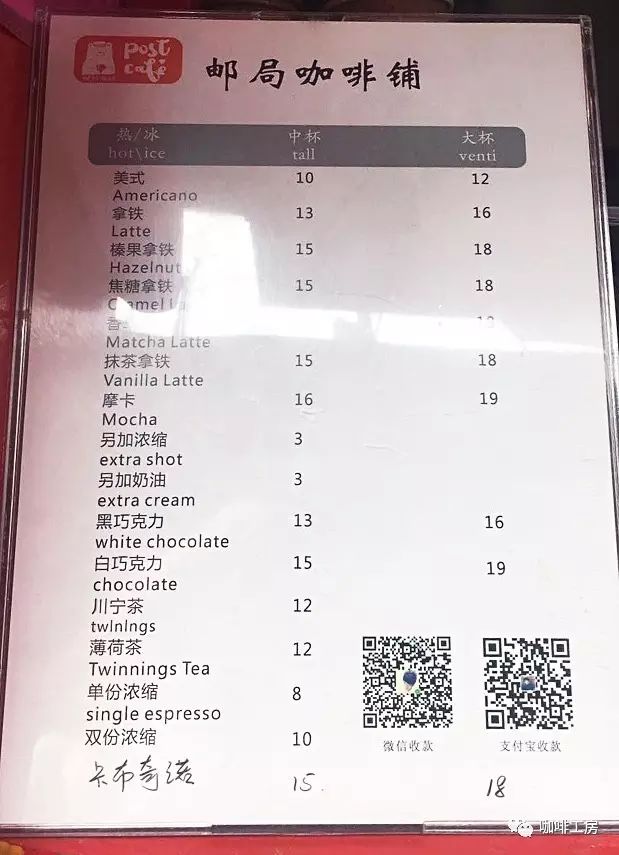 post
café
邮局咖啡铺
热/冰 中杯 大杯
hot\ice tall venti
美式 10 12
Americano
拿铁 13 16
Latte
榛果拿铁 15 18
Hazelnut
焦糖拿铁 15 18
Latte
香
Matcha Latte
抹茶拿铁 15 18
Vanilla Latte
摩卡 16 19
Mocha
另加浓缩 3
extra shot
另加奶油 3
extra cream
黑巧克力 13 16
white chocolate
白巧克力 15 19
chocolate
川宁茶 12
twlnlngs
薄荷茶 12
Twinnings Tea
单份浓缩 8
single espresso
双份浓缩 10
微信收款 支付宝收款
卡布奇诺 15. 18
咖啡工房